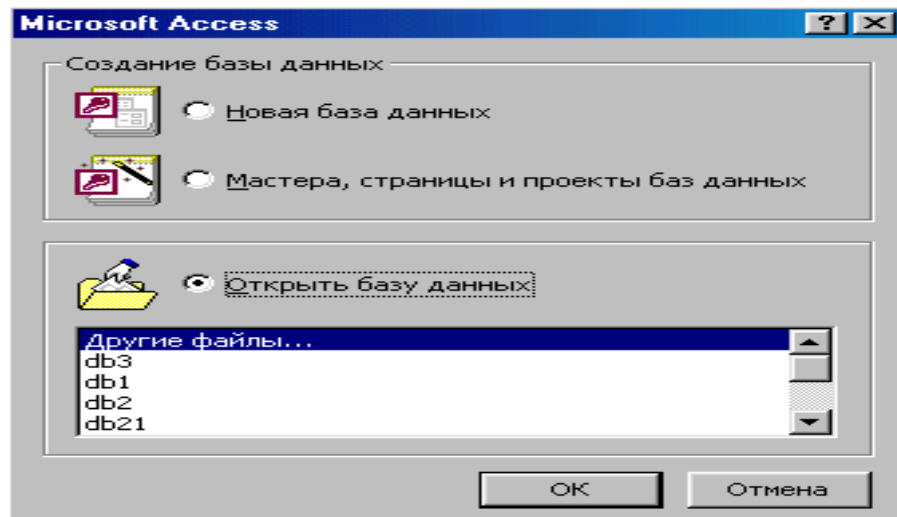 Microsoft Access
Создание базы данных
Новая база данных
Мастера, страницы и проекты баз данных
Открыть базу данных
Другие файлы...
db3
db1
db2
db21
ОК
Отмена